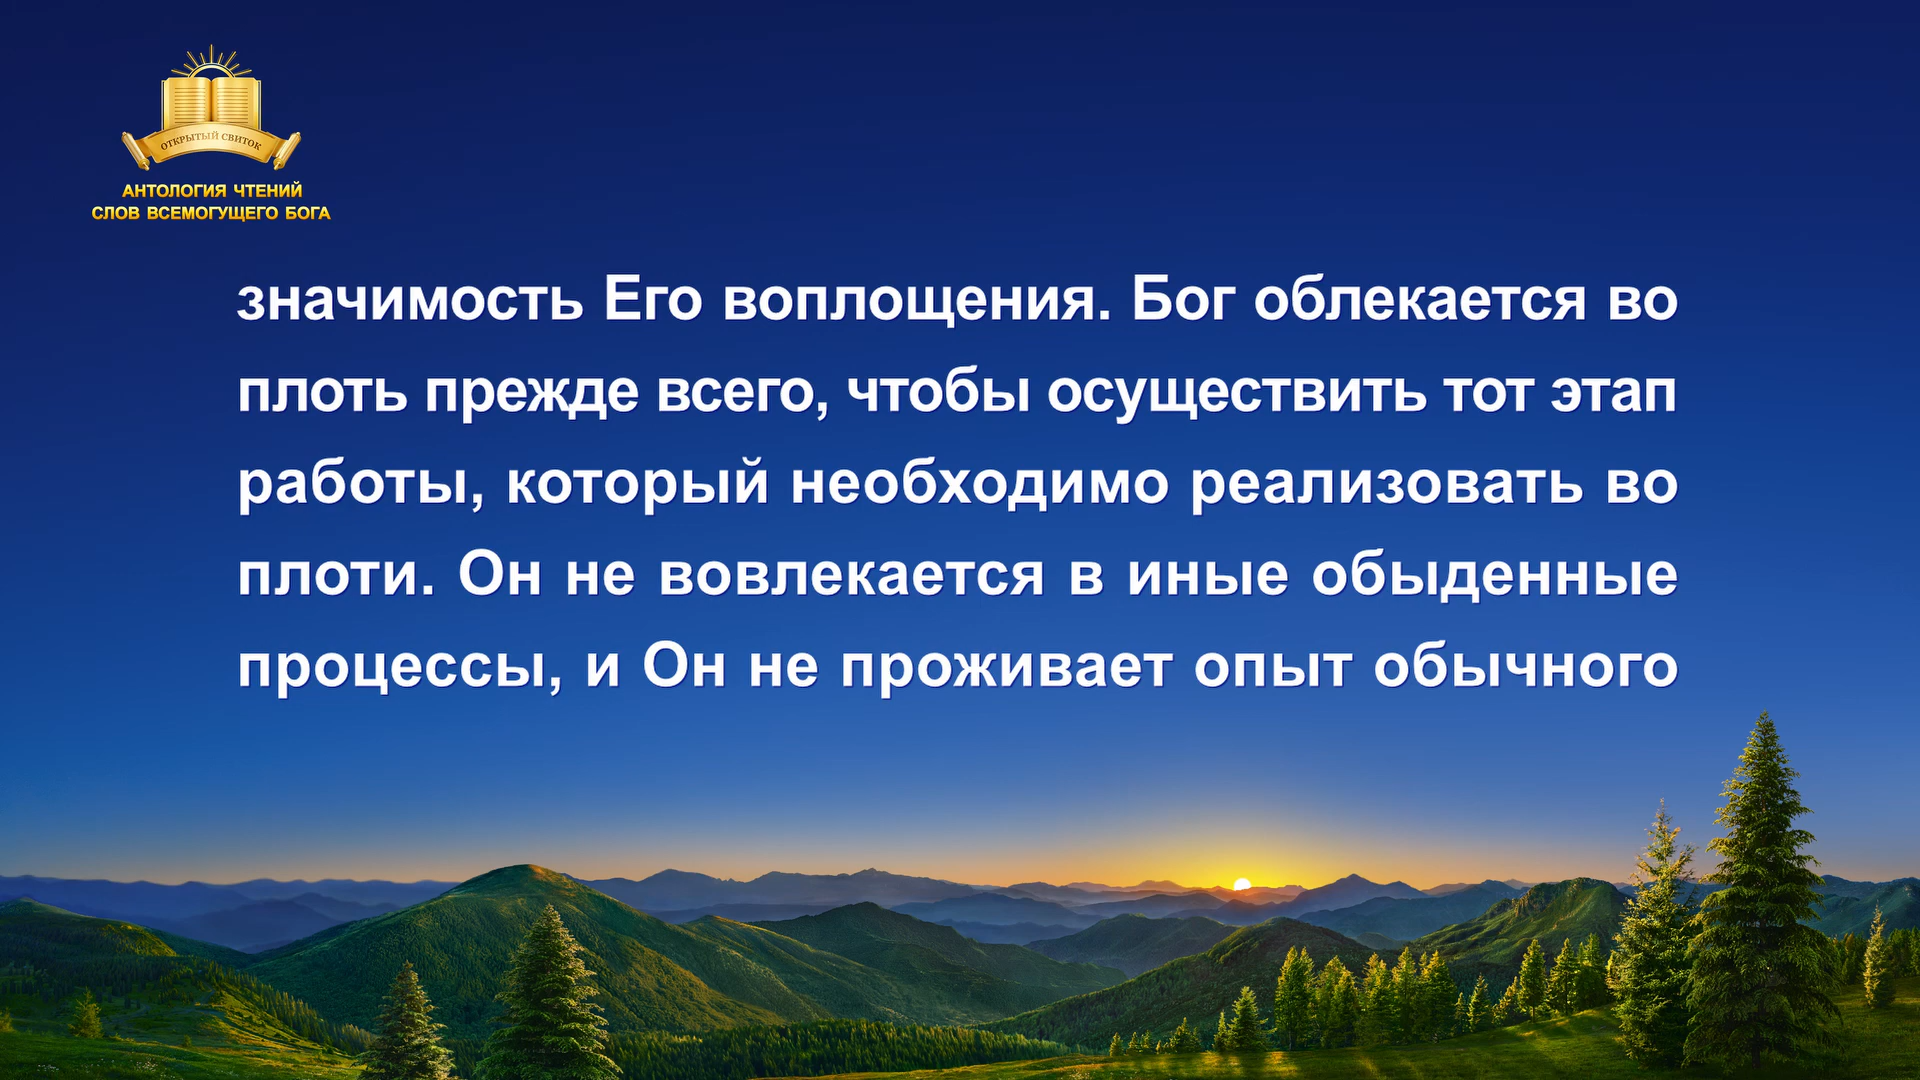 ОТКРЫТЫЙ СВИТОК
АНТОЛОГИЯ ЧТЕНИЙ
СЛОВ ВСЕМОГУЩЕГО БОГА
значимость Его воплощения. Бог облекается во
плоть прежде всего, чтобы осуществить тот этап
работы, который необходимо реализовать во
плоти. Он не вовлекается в иные обыденные
процессы, и Он не проживает опыт обычного